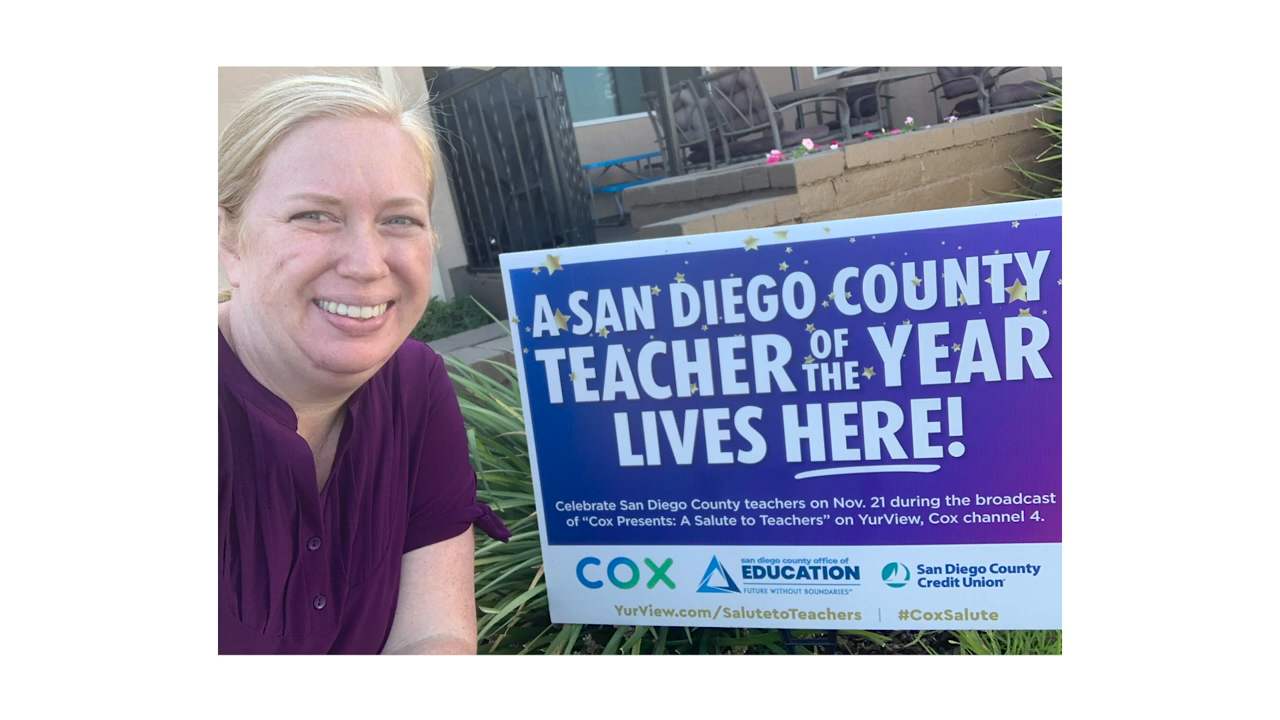 A SAN DIEGO COUNTY
TEACHER OF THE YEAR
LIVES HERE!
Celebrate San Diego County teachers on Nov. 21 during the broadcast
of “Cox Presents: A Salute to Teachers” on YurView, Cox channel 4.
COX
san diego county office of
EDUCATION
FUTURE WITHOUT BOUNDARIES™
San Diego County
Credit Union
YurView.com/SalutetoTeachers | #CoxSalute